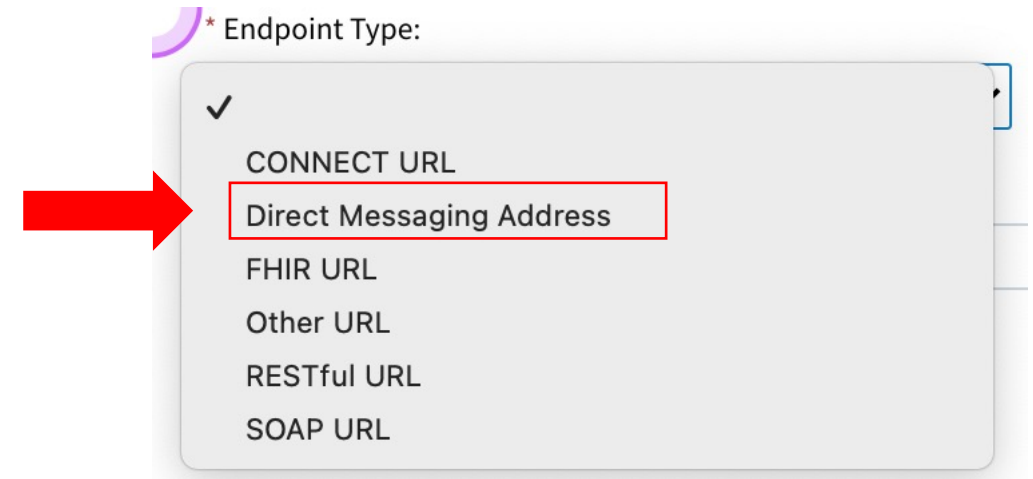 * Endpoint Type:
✓
CONNECT URL
Direct Messaging Address
FHIR URL
Other URL
RESTful URL
SOAP URL